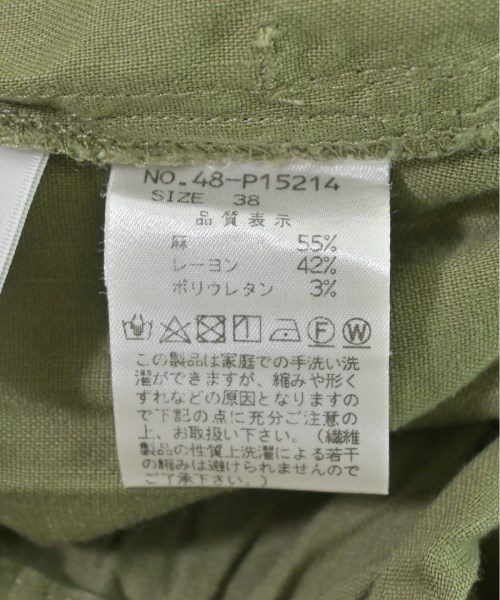 NO.48-P15214
SIZE 38
品質表示
麻 55%
レーヨン 42%
ポリウレタン 3%
F W
この製品は家庭での手洗い洗
濯ができますが、縮みや形く
ずれなどの原因となりますの
で下記の点に充分ご注意の
上、お取扱い下さい。(繊維
製品の性質上洗濯による若干
の縮みは避けられませんので
ご了承下さい。)